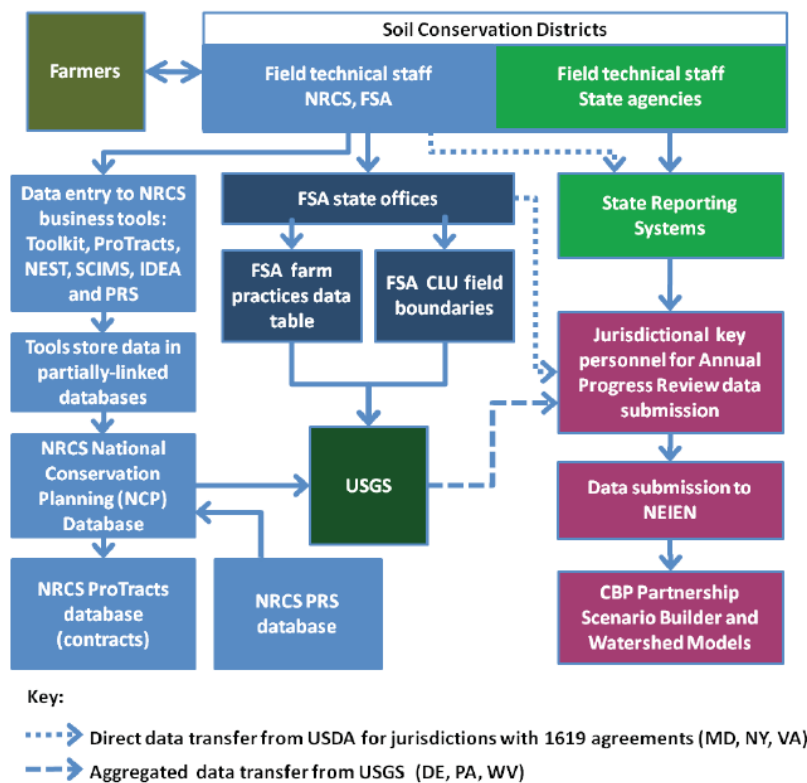 Soil Conservation Districts
Farmers
Field technical staff
NRCS, FSA
Field technical staff
State agencies
Data entry to NRCS
business tools:
Toolkit, ProTracts,
NEST, SCIMS, IDEA
and PRS
FSA state offices
State Reporting
Systems
FSA farm
practices data
table
FSA CLU field
boundaries
Tools store data in
partially-linked
databases
Jurisdictional key
personnel for Annual
Progress Review data
submission
NRCS National
Conservation
Planning (NCP)
Database
USGS
Data submission to
NEIEN
NRCS ProTracts
database
(contracts)
NRCS PRS
database
CBP Partnership
Scenario Builder and
Watershed Models
Key:
Direct data transfer from USDA for jurisdictions with 1619 agreements (MD, NY, VA)
Aggregated data transfer from USGS (DE, PA, WV)